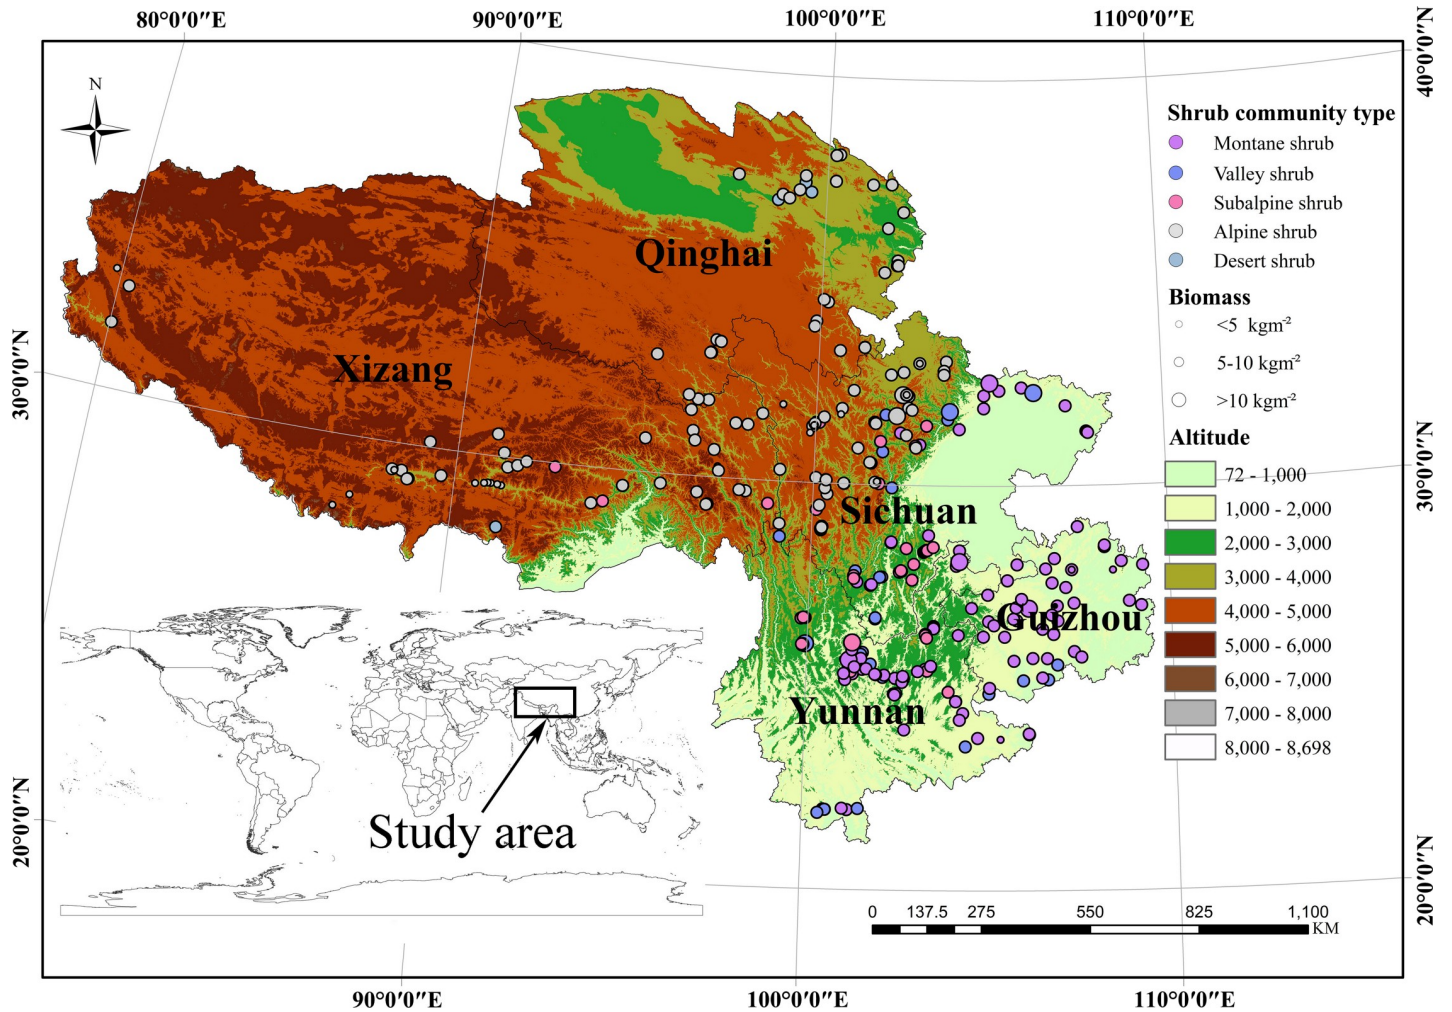 80°0'0"E 90°0'0"E 100°0'0"E 110°0'0"E
40°0'0"N
N
Shrub community type
Montane shrub
Valley shrub
Subalpine shrub
Alpine shrub
Desert shrub
Qinghai
Biomass
<5 kgm⁻²
5-10 kgm⁻²
>10 kgm⁻²
30°0'0"N
Xizang
Altitude
72 - 1,000
30°0'0"N
Sichuan
1,000 - 2,000
2,000 - 3,000
3,000 - 4,000
4,000 - 5,000
Guizhou
5,000 - 6,000
6,000 - 7,000
Yunnan
7,000 - 8,000
8,000 - 8,698
20°0'0"N
Study area
20°0'0"N
0 137.5 275 550 825 1,100
KM
90°0'0"E 100°0'0"E 110°0'0"E